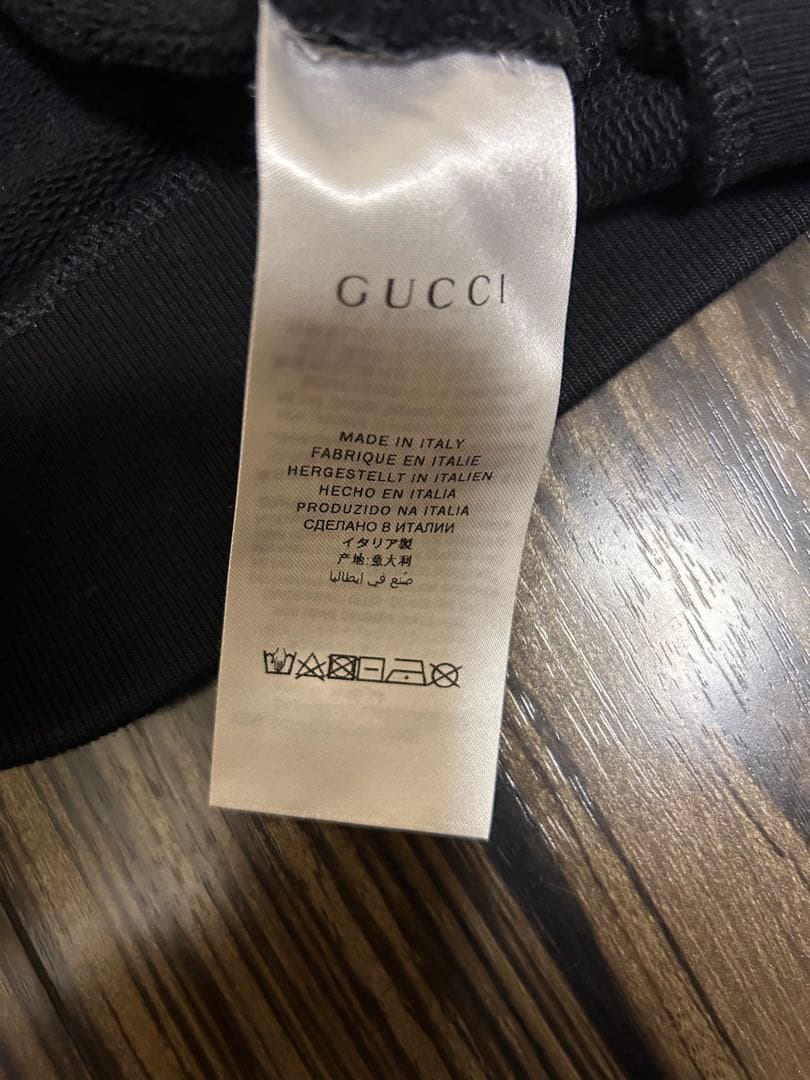 GUCCI
MADE IN ITALY
FABRIQUE EN ITALIE
HERGESTELLT IN ITALIEN
HECHO EN ITALIA
PRODUZIDO NA ITALIA
СДЕЛАНО В ИТАЛИИ
イタリア製
产地:意大利
صنع في إيطاليا